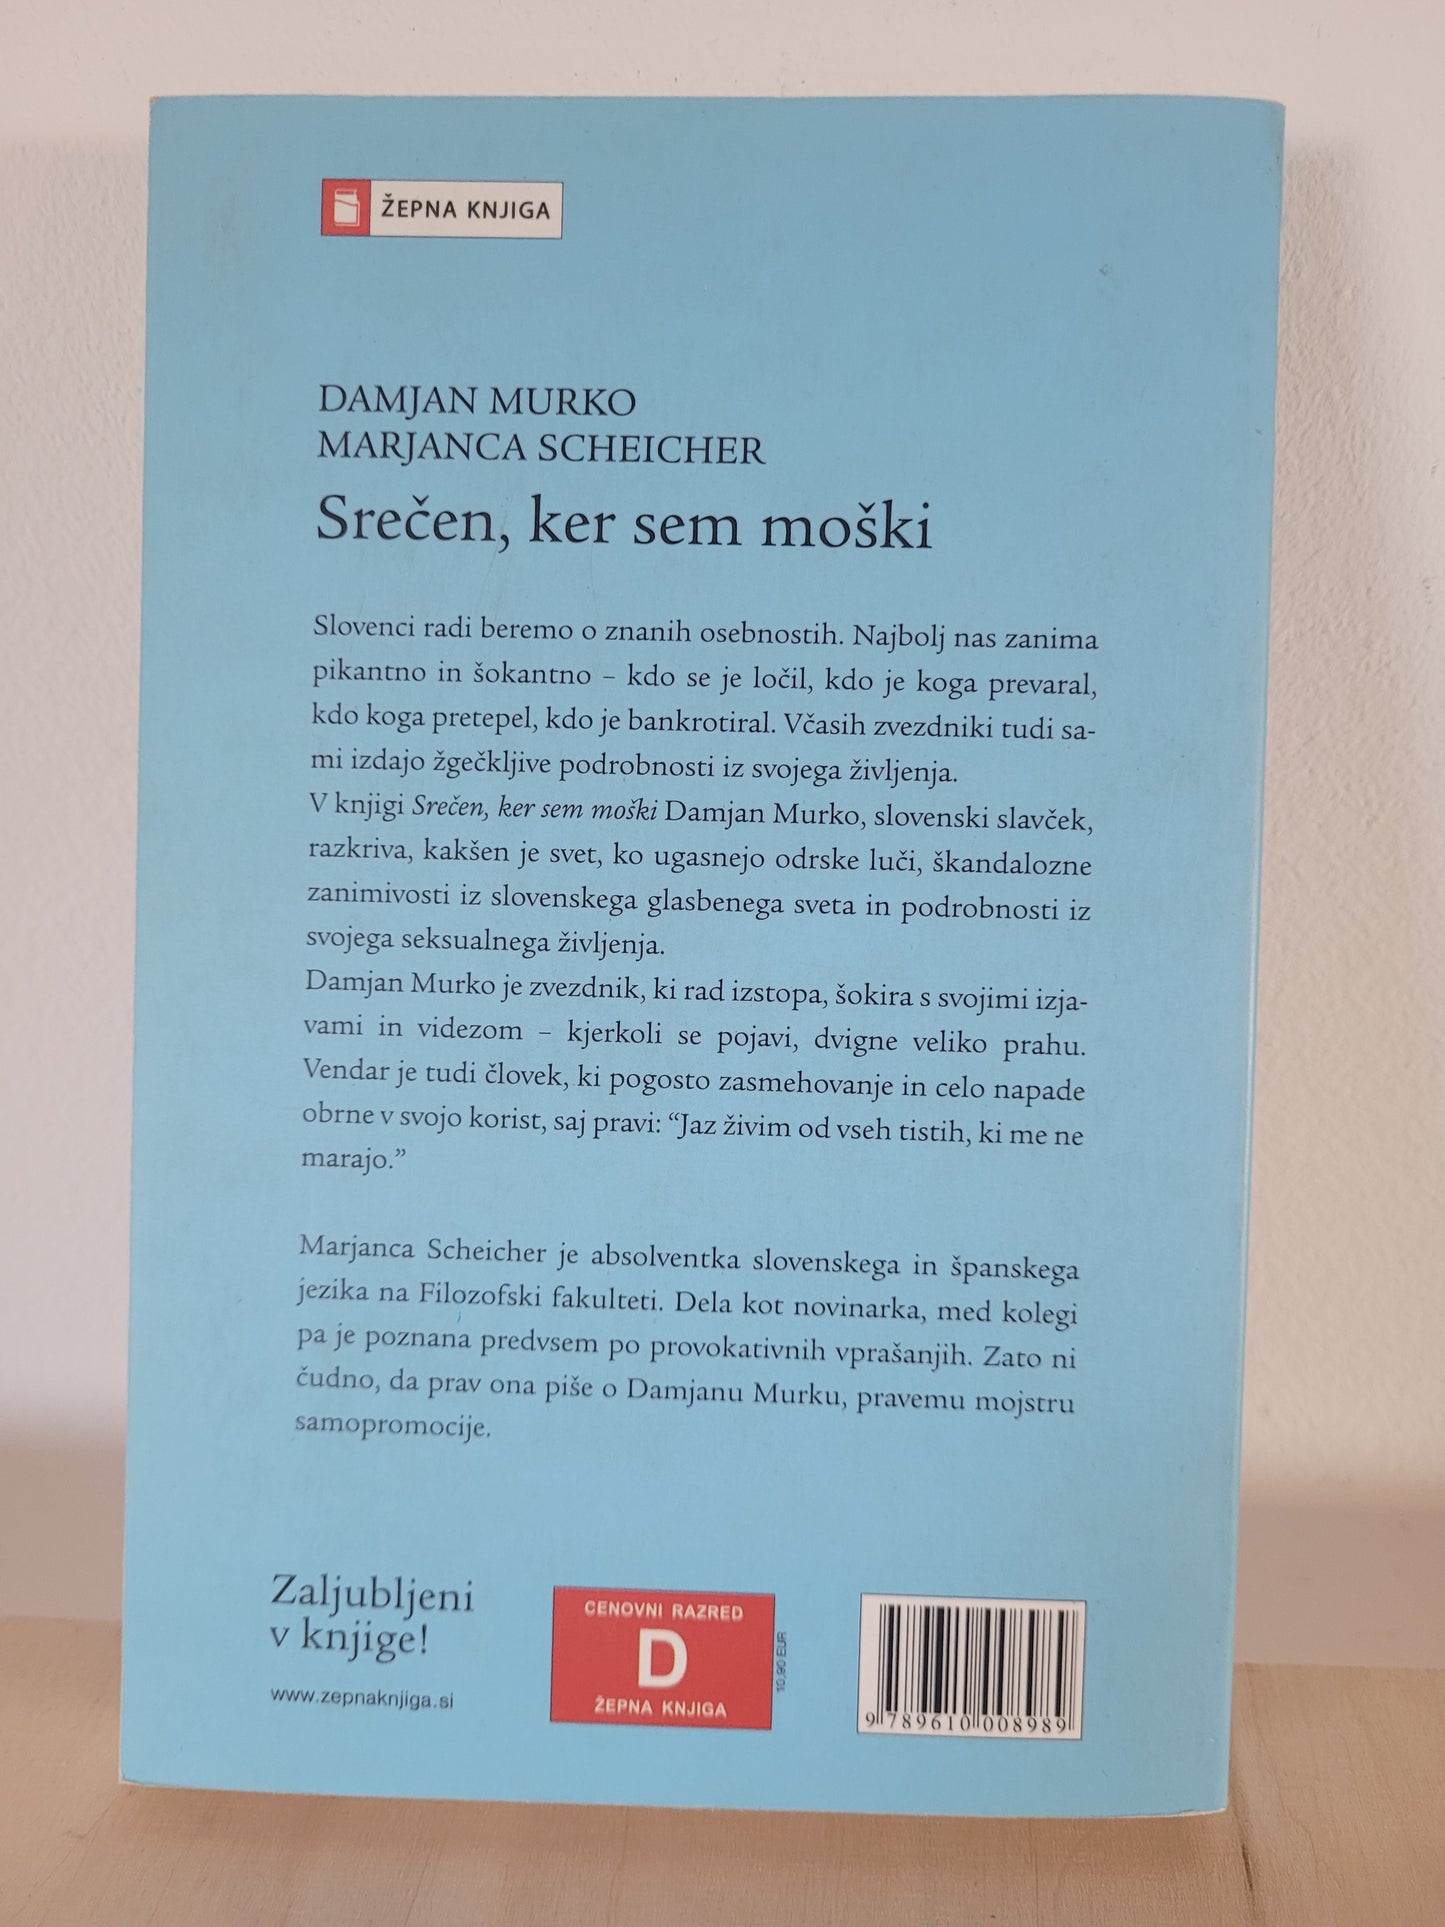 ŽEPNA KNJIGA
DAMJAN MURKO
MARJANCA SCHEICHER
Srečen, ker sem moški
Slovenci radi beremo o znanih osebnostih. Najbolj nas zanima
pikantno in šokantno – kdo se je ločil, kdo je koga prevaral,
kdo koga pretepel, kdo je bankrotiral. Včasih zvezdniki tudi sa-
mi izdajo žgečkljive podrobnosti iz svojega življenja.
V knjigi Srečen, ker sem moški Damjan Murko, slovenski slavček,
razkriva, kakšen je svet, ko ugasnejo odrske luči, škandalozne
zanimivosti iz slovenskega glasbenega sveta in podrobnosti iz
svojega seksualnega življenja.
Damjan Murko je zvezdnik, ki rad izstopa, šokira s svojimi izja-
vami in videzom – kjerkoli se pojavi, dvigne veliko prahu.
Vendar je tudi človek, ki pogosto zasmehovanje in celo napade
obrne v svojo korist, saj pravi: “Jaz živim od vseh tistih, ki me ne
marajo.”
Marjanca Scheicher je absolventka slovenskega in španskega
jezika na Filozofski fakulteti. Dela kot novinarka, med kolegi
pa je poznana predvsem po provokativnih vprašanjih. Zato ni
čudno, da prav ona piše o Damjanu Murku, pravemu mojstru
samopromocije.
Zaljubljeni
v knjige!
www.zepnaknjiga.si
CENOVNI RAZRED
D
ŽEPNA KNJIGA
10,90 EUR
9 789610 008989